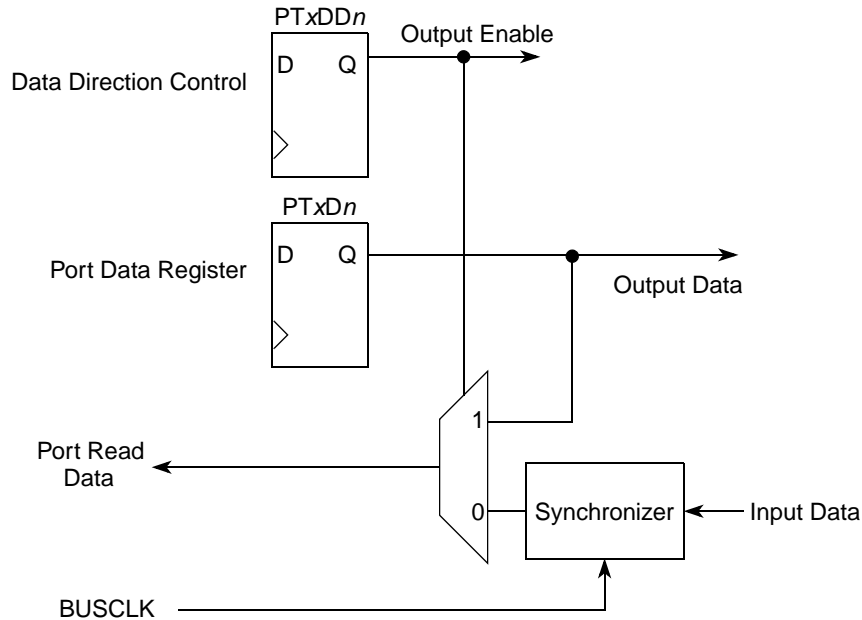 PTxDDn
Output Enable
D Q
Data Direction Control
PTxDn
D Q
Port Data Register
Output Data
1
Port Read
Data
0
Synchronizer
Input Data
BUSCLK